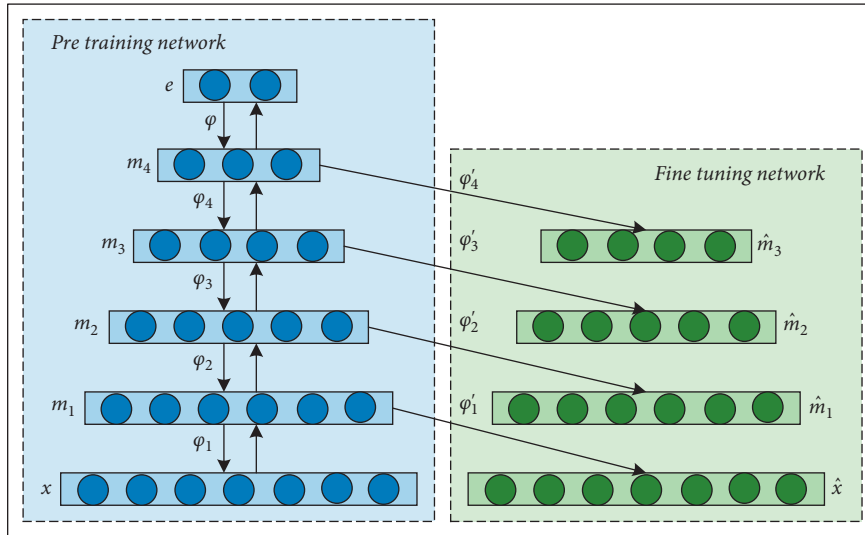 Pre training network
e
φ
m₄
φ₄
φ′₄
Fine tuning network
m₃
φ′₃
m̂₃
φ₃
m₂
φ′₂
m̂₂
φ₂
m₁
φ′₁
m̂₁
φ₁
x
x̂